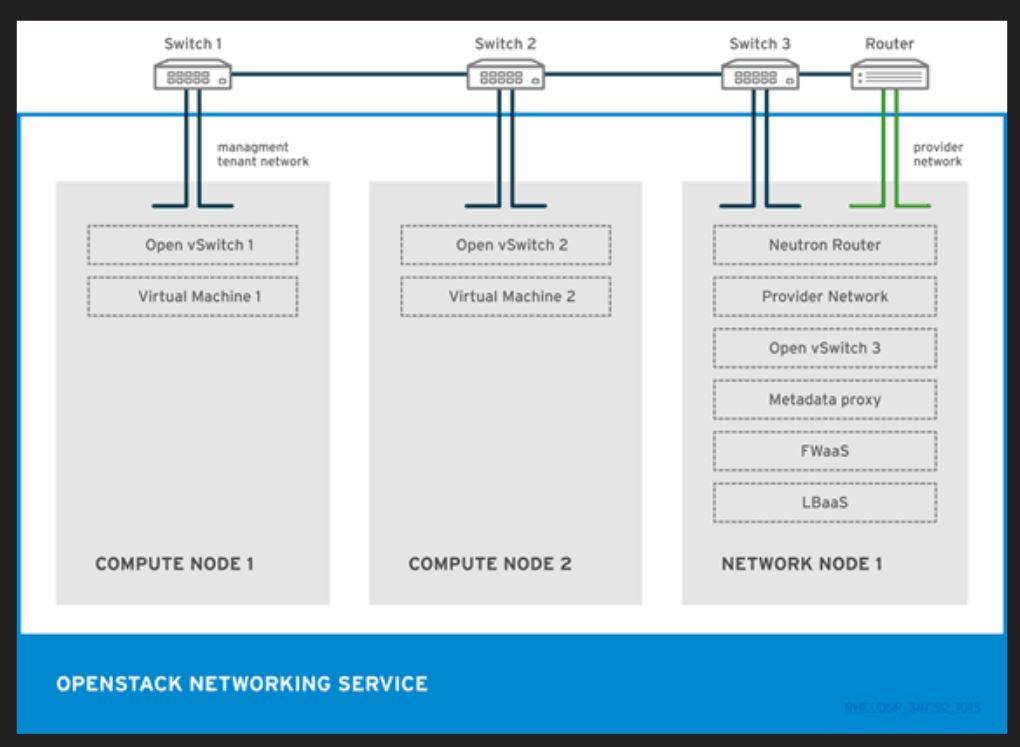 Switch 1
Switch 2
Switch 3
Router
managment
tenant network
provider
network
Open vSwitch 1
Virtual Machine 1
COMPUTE NODE 1
Open vSwitch 2
Virtual Machine 2
COMPUTE NODE 2
Neutron Router
Provider Network
Open vSwitch 3
Metadata proxy
FWaaS
LBaaS
NETWORK NODE 1
OPENSTACK NETWORKING SERVICE